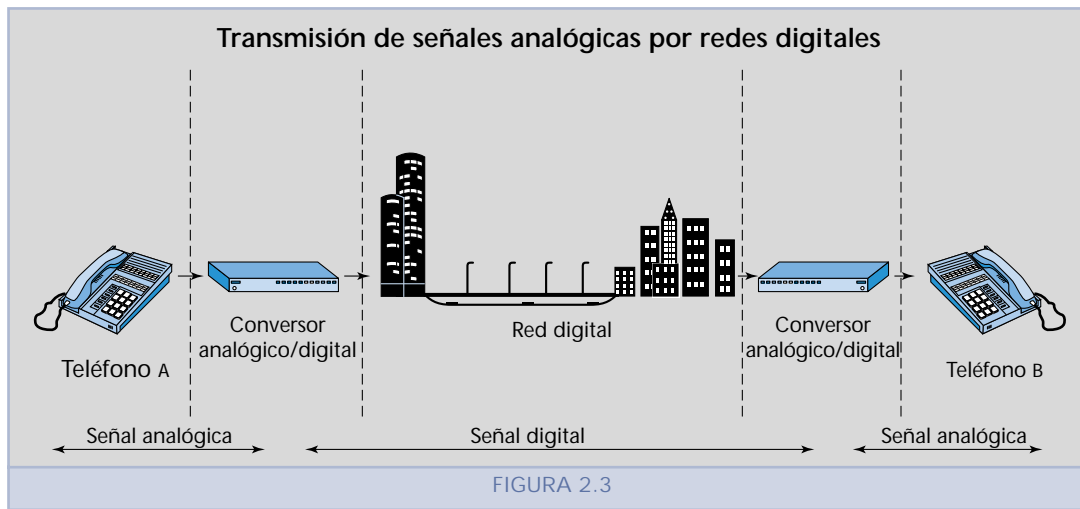 Transmisión de señales analógicas por redes digitales
Teléfono A
Conversor
analógico/digital
Red digital
Conversor
analógico/digital
Teléfono B
Señal analógica
Señal digital
Señal analógica
FIGURA 2.3